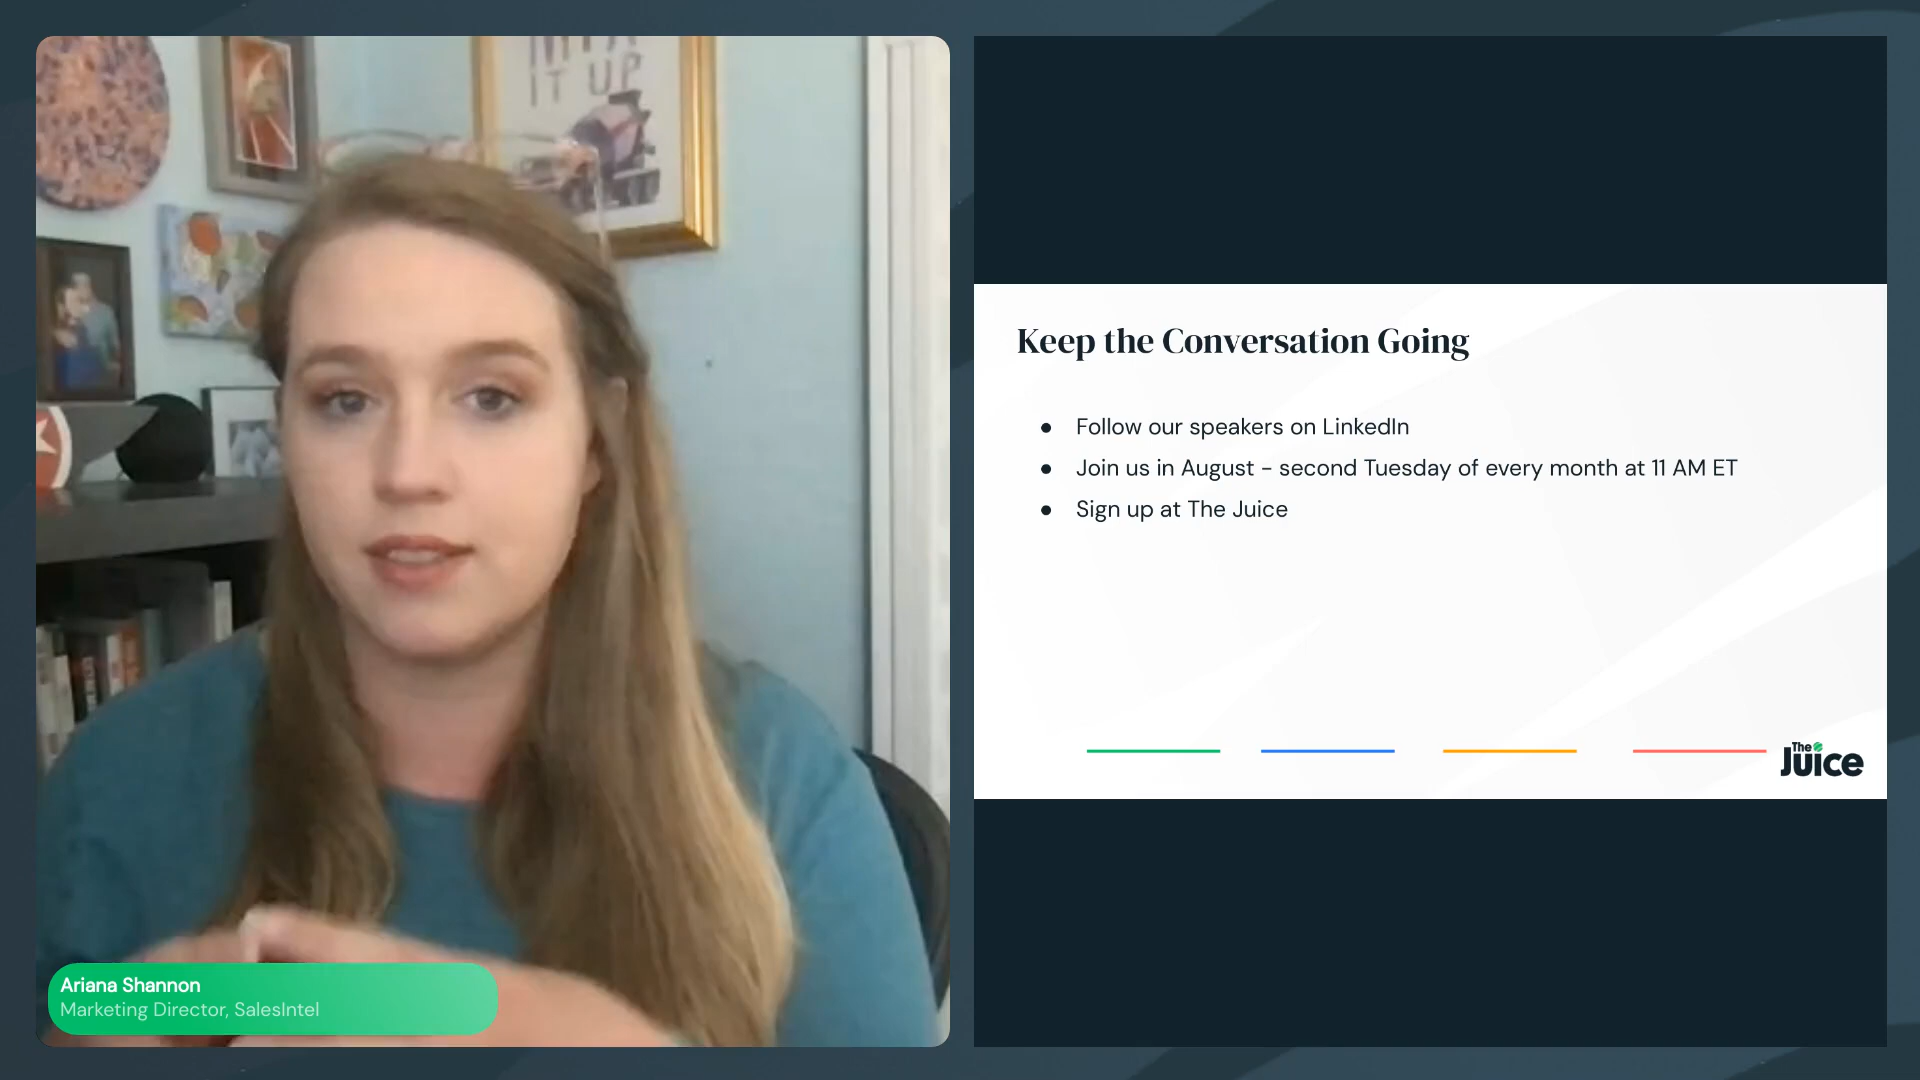 IT UP
Ariana Shannon
Marketing Director, SalesIntel
Keep the Conversation Going
● Follow our speakers on LinkedIn
● Join us in August - second Tuesday of every month at 11 AM ET
● Sign up at The Juice
The
Juice